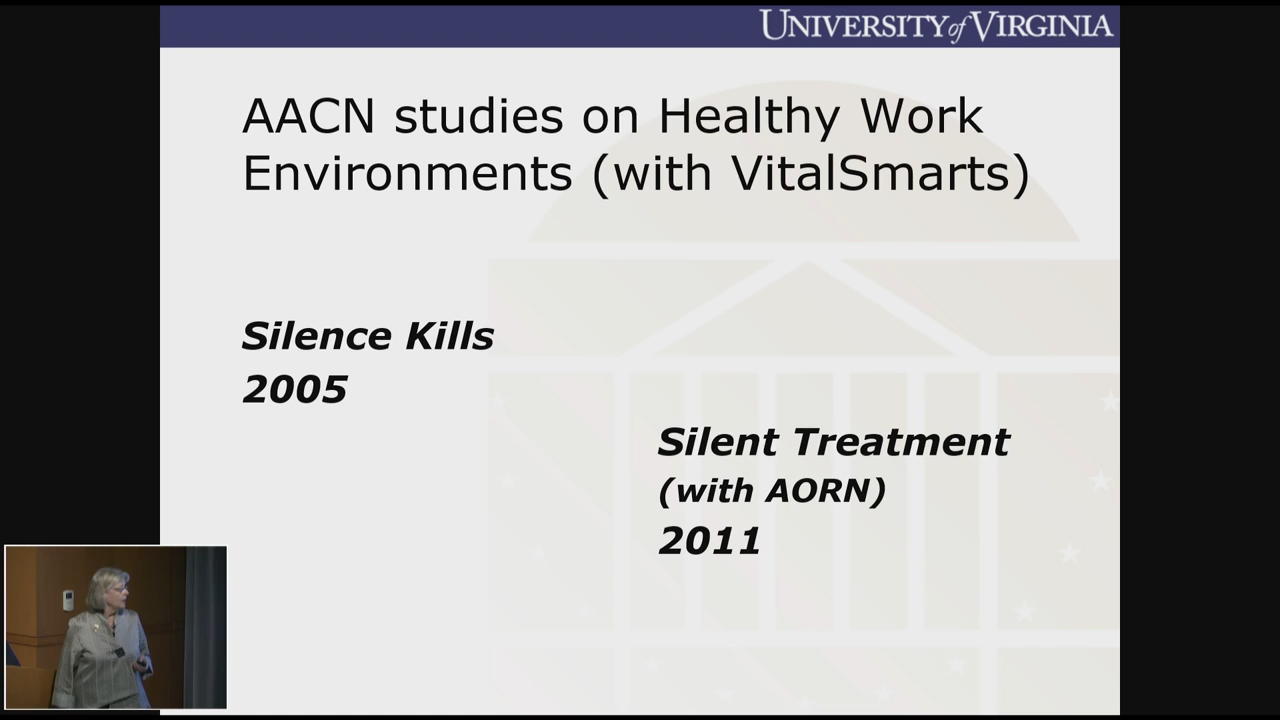 UNIVERSITY of VIRGINIA
AACN studies on Healthy Work
Environments (with VitalSmarts)
Silence Kills
2005
Silent Treatment
(with AORN)
2011